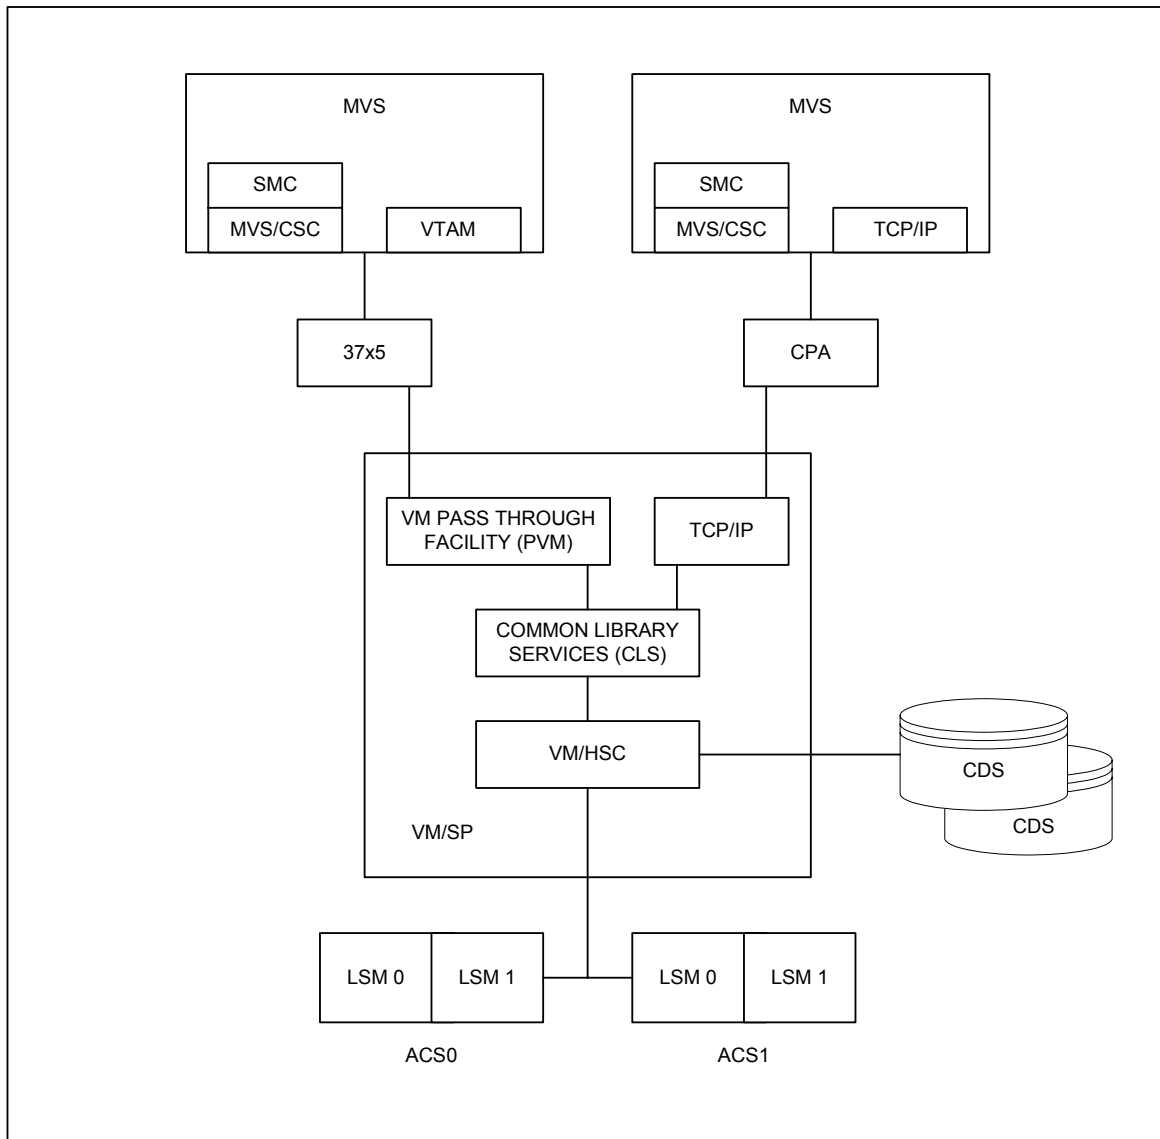 MVS
MVS
SMC
SMC
MVS/CSC
VTAM
MVS/CSC
TCP/IP
37x5
CPA
VM PASS THROUGH
FACILITY (PVM)
TCP/IP
COMMON LIBRARY
SERVICES (CLS)
VM/HSC
CDS
CDS
VM/SP
LSM 0
LSM 1
LSM 0
LSM 1
ACS0
ACS1